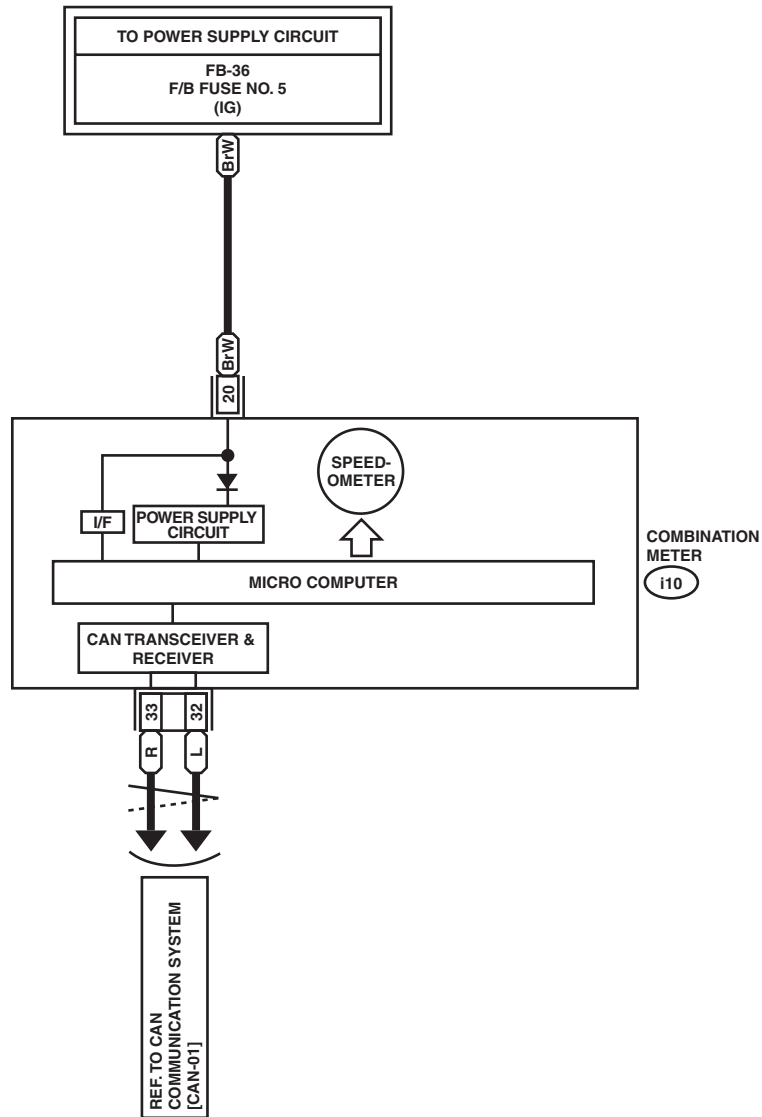 TO POWER SUPPLY CIRCUIT
FB-36
F/B FUSE NO. 5
(IG)
BrW
BrW
20
SPEED-
OMETER
I/F
POWER SUPPLY
CIRCUIT
MICRO COMPUTER
COMBINATION
METER
i10
CAN TRANSCEIVER &
RECEIVER
33
32
R
L
REF. TO CAN
COMMUNICATION SYSTEM
[CAN-01]